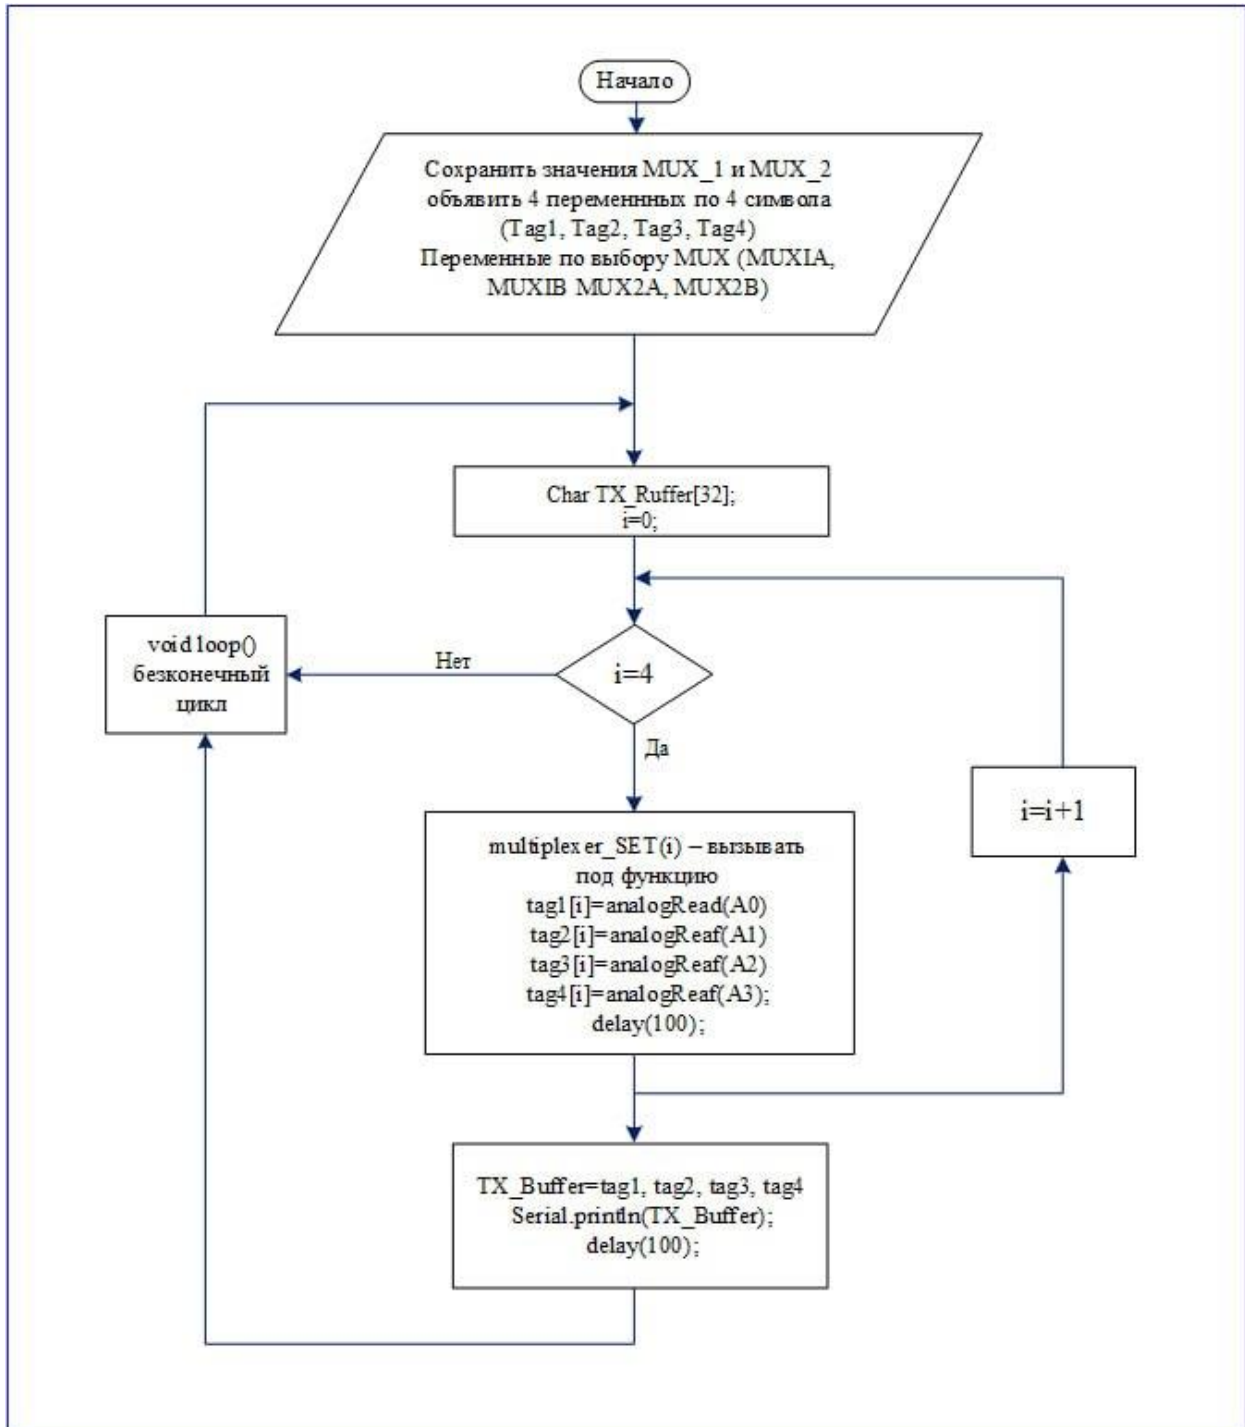 Начало
Сохранить значения MUX_1 и MUX_2
объявить 4 переменнных по 4 символа
(Tag1, Tag2, Tag3, Tag4)
Переменные по выбору MUX (MUXIA,
MUXIB MUX2A, MUX2B)
Char TX_Ruffer[32];
i=0;
void loop()
безконечный
цикл
Нет
i=4
Да
i=i+1
multiplexer_SET(i) – вызывать
под функцию
tag1[i]=analogRead(A0)
tag2[i]=analogReaf(A1)
tag3[i]=analogReaf(A2)
tag4[i]=analogReaf(A3);
delay(100);
TX_Buffer=tag1, tag2, tag3, tag4
Serial.println(TX_Buffer);
delay(100);